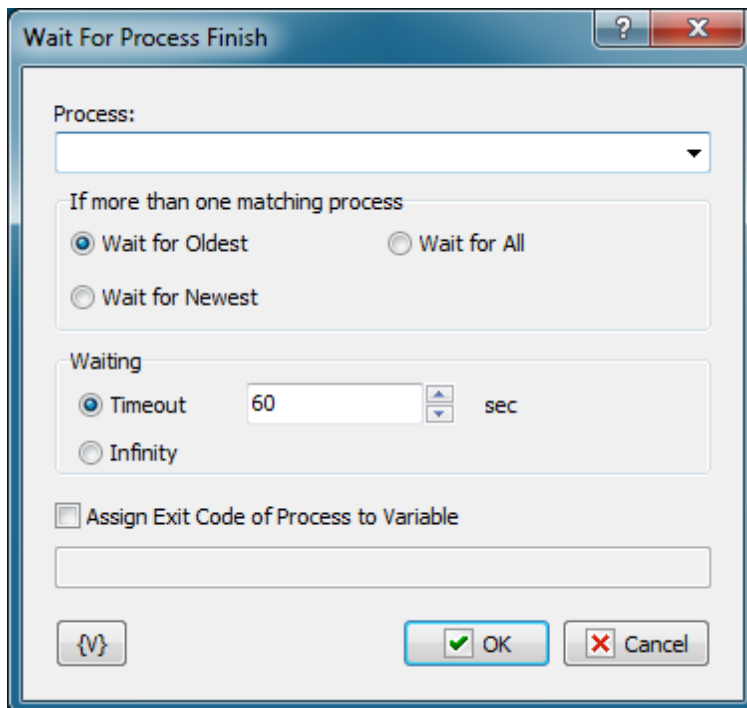 Wait For Process Finish ?
Process:
If more than one matching process
Wait for Oldest Wait for All
Wait for Newest
Waiting
Timeout 60 sec
Infinity
Assign Exit Code of Process to Variable
{V} OK Cancel